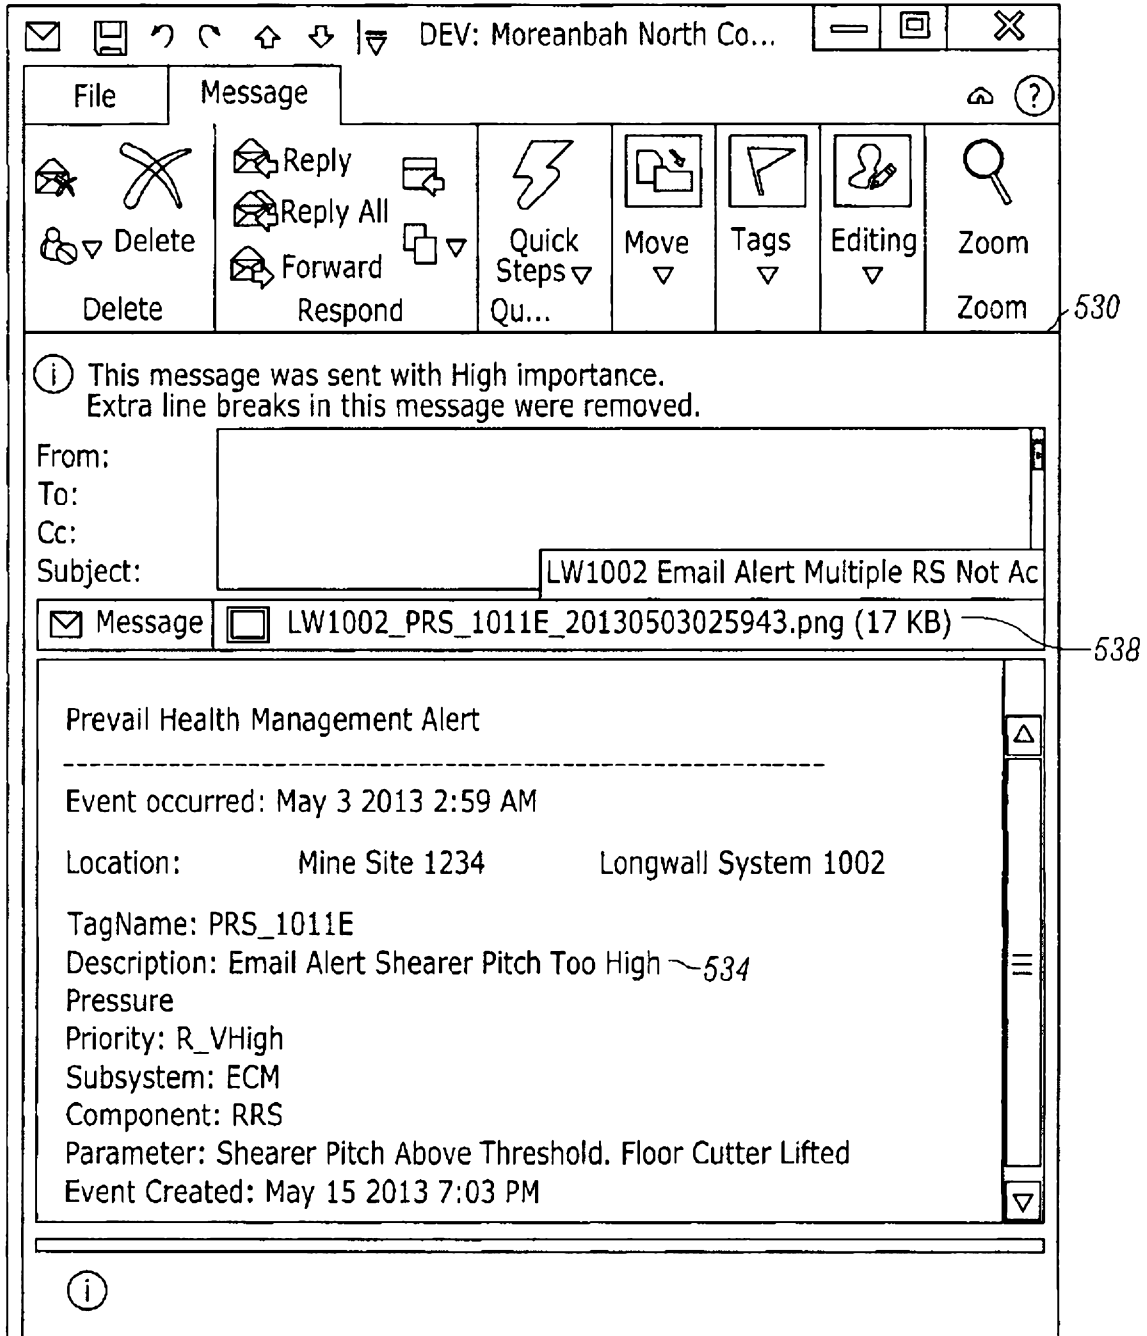 DEV: Moreanbah North Co...
File
Message
?
Reply
Reply All
Forward
Delete
Delete
Respond
Quick
Steps
Qu...
Move
Tags
Editing
Zoom
Zoom
530
i This message was sent with High importance.
Extra line breaks in this message were removed.
From:
To:
Cc:
Subject:
LW1002 Email Alert Multiple RS Not Ac
Message
LW1002_PRS_1011E_20130503025943.png (17 KB)
538
Prevail Health Management Alert
------------------------------------------------------------
Event occurred: May 3 2013 2:59 AM
Location: Mine Site 1234 Longwall System 1002
TagName: PRS_1011E
Description: Email Alert Shearer Pitch Too High 534
Pressure
Priority: R_VHigh
Subsystem: ECM
Component: RRS
Parameter: Shearer Pitch Above Threshold. Floor Cutter Lifted
Event Created: May 15 2013 7:03 PM
i